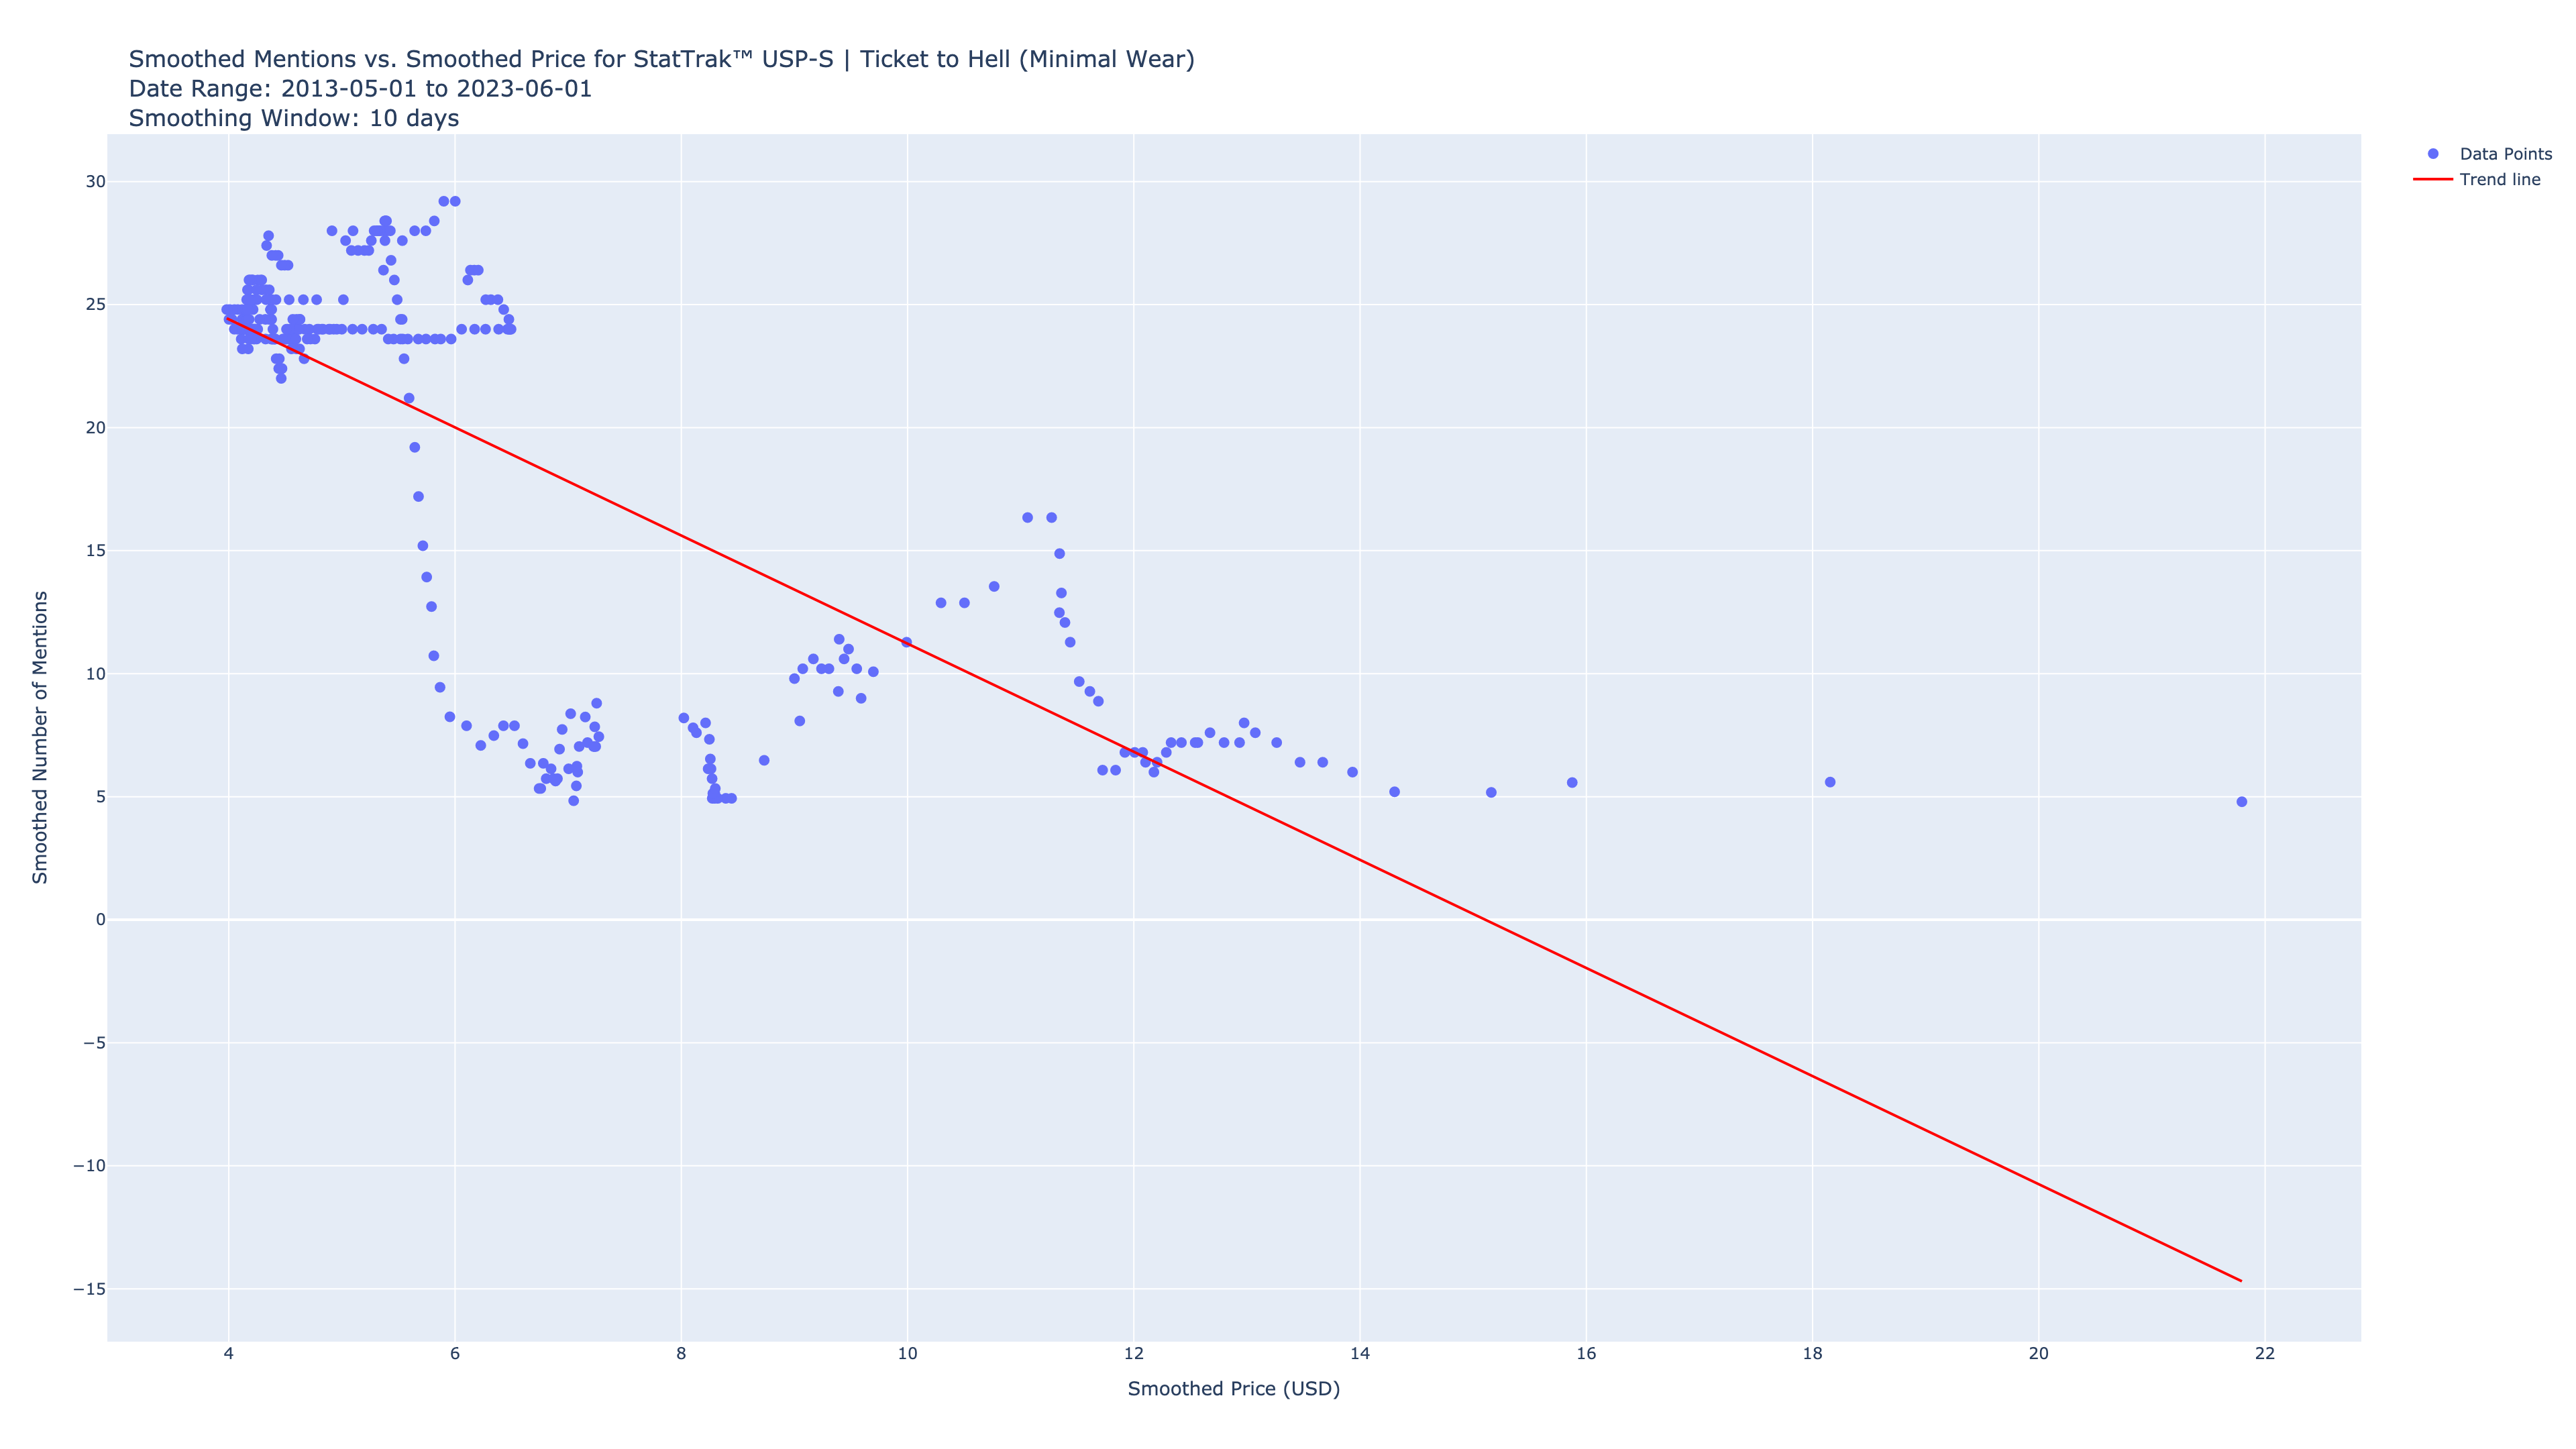 Smoothed Mentions vs. Smoothed Price for StatTrak™ USP-S | Ticket to Hell (Minimal Wear)
Date Range: 2013-05-01 to 2023-06-01
Smoothing Window: 10 days
Data Points
Trend line
30
25
20
15
10
5
0
−5
−10
−15
Smoothed Number of Mentions
4 6 8 10 12 14 16 18 20 22
Smoothed Price (USD)